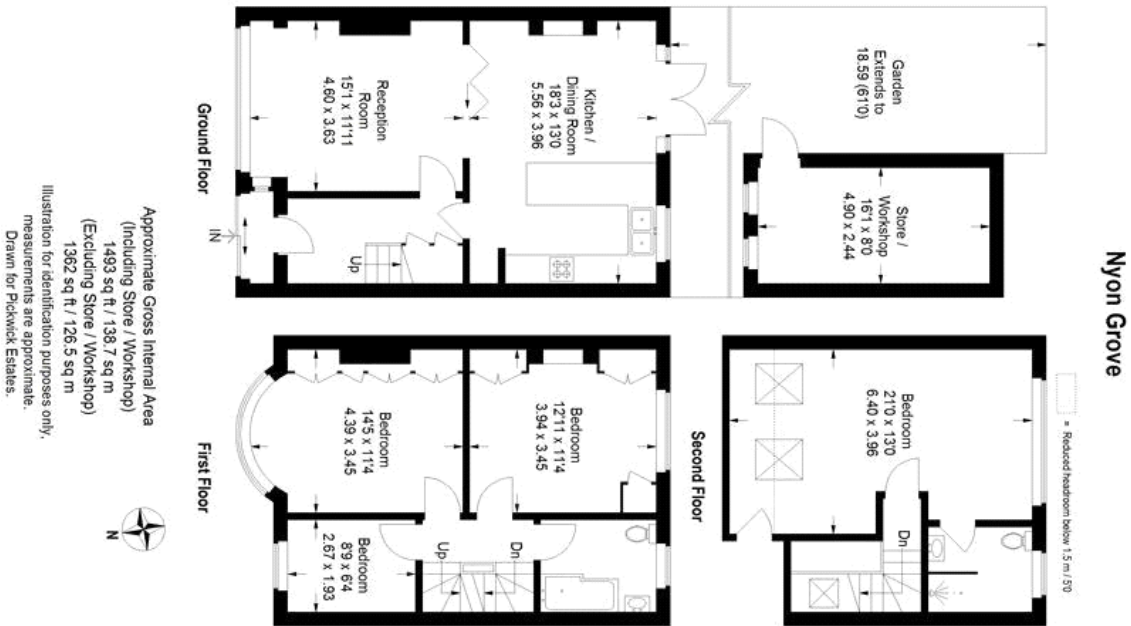 Nyon Grove
= Reduced headroom below 1.5 m / 5'0
Garden
Extends to
18.59 (61'0)
Store /
Workshop
16'1 x 8'0
4.90 x 2.44
Kitchen /
Dining Room
18'3 x 13'0
5.56 x 3.96
Reception
Room
15'1 x 11'11
4.60 x 3.63
Up
IN
Ground Floor
Bedroom
21'0 x 13'0
6.40 x 3.96
Dn
Second Floor
Bedroom
12'11 x 11'4
3.94 x 3.45
Bedroom
14'5 x 11'4
4.39 x 3.45
Dn
Up
Bedroom
8'9 x 6'4
2.67 x 1.93
First Floor
N
Approximate Gross Internal Area
(Including Store / Workshop)
1493 sq ft / 138.7 sq m
(Excluding Store / Workshop)
1362 sq ft / 126.5 sq m
Illustration for identification purposes only,
measurements are approximate.
Drawn for Pickwick Estates.